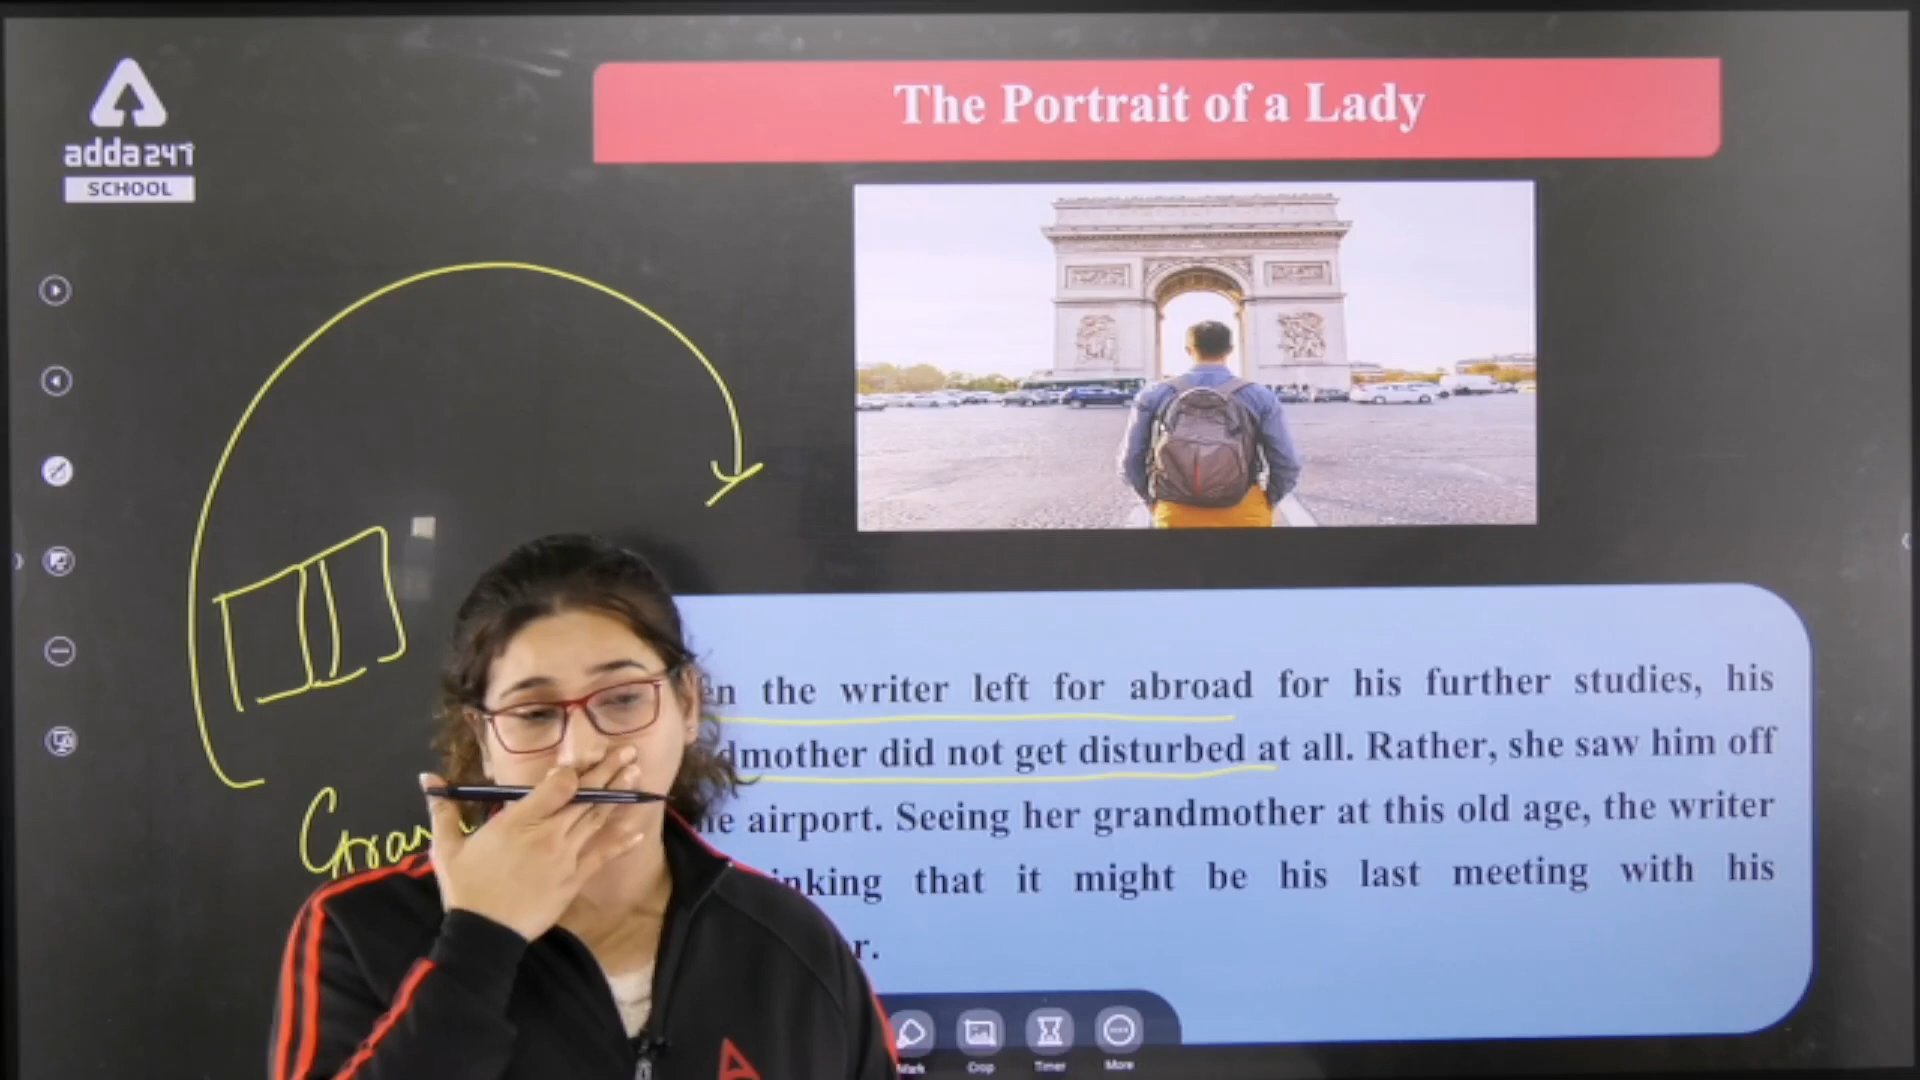 The Portrait of a Lady
adda247
SCHOOL
the writer left for abroad for his further studies, his
did not get disturbed at all. Rather, she saw him off
airport. Seeing her grandmother at this old age, the writer
that it might be his last meeting with his
Mark Crop Timer More